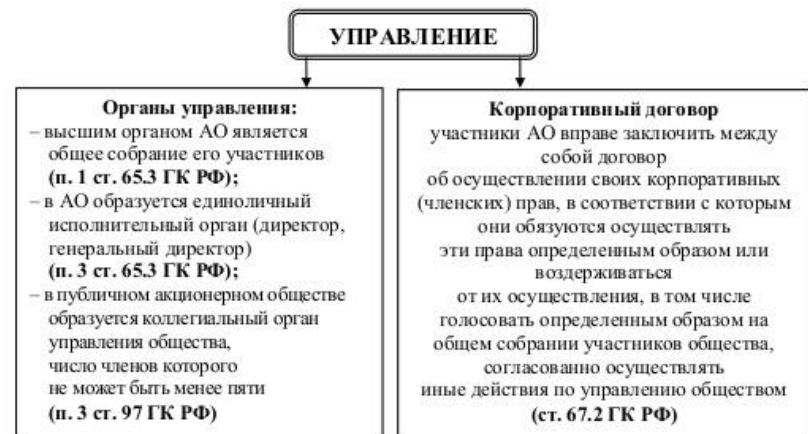 УПРАВЛЕНИЕ
Органы управления:
– высшим органом АО является
общее собрание его участников
(п. 1 ст. 65.3 ГК РФ);
– в АО образуется единоличный
исполнительный орган (директор,
генеральный директор)
(п. 3 ст. 65.3 ГК РФ);
– в публичном акционерном обществе
образуется коллегиальный орган
управления общества,
число членов которого
не может быть менее пяти
(п. 3 ст. 97 ГК РФ)
Корпоративный договор
участники АО вправе заключить между
собой договор
об осуществлении своих корпоративных
(членских) прав, в соответствии с которым
они обязуются осуществлять
эти права определенным образом или
воздерживаться
от их осуществления, в том числе
голосовать определенным образом на
общем собрании участников общества,
согласованно осуществлять
иные действия по управлению обществом
(ст. 67.2 ГК РФ)